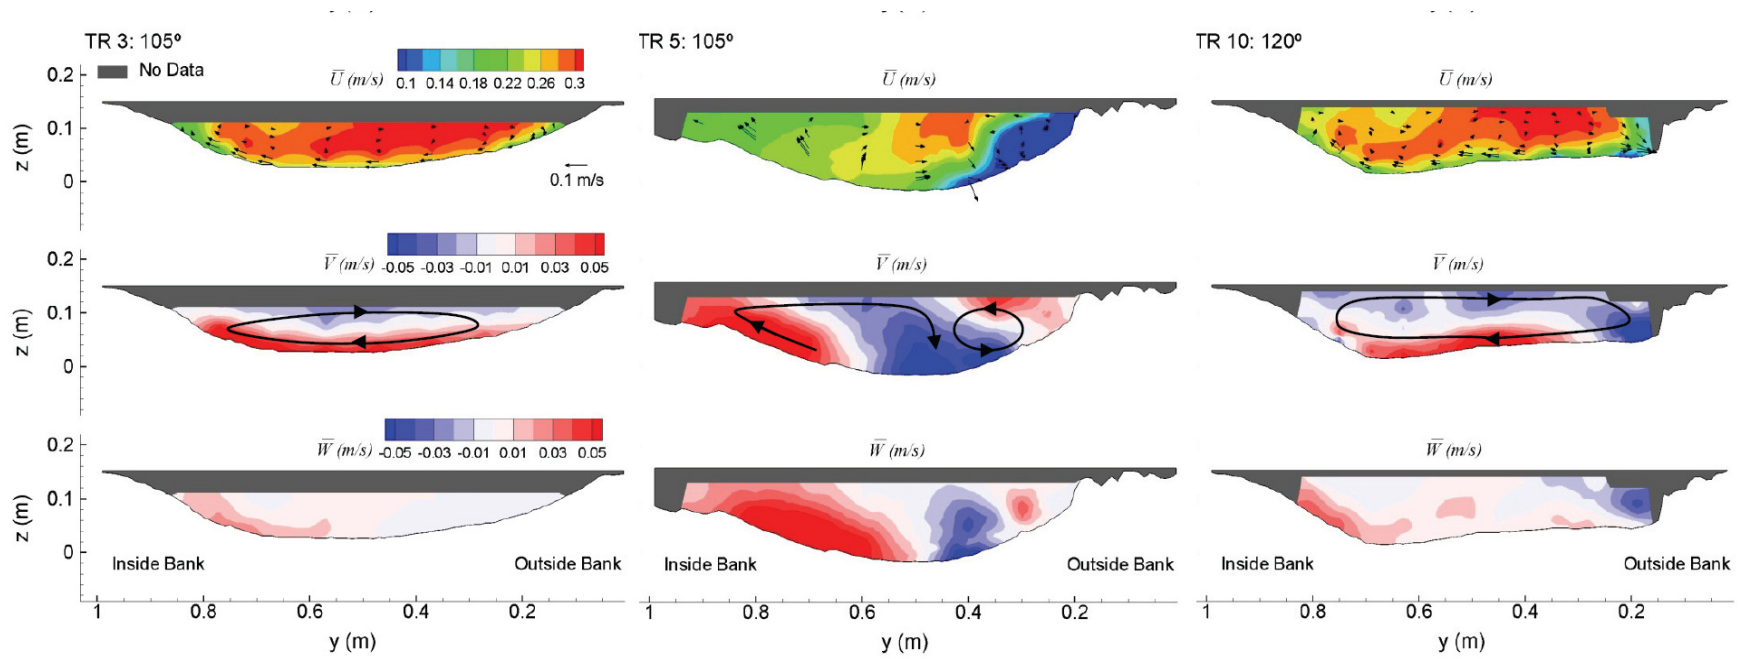 TR 3: 105º
TR 5: 105º
TR 10: 120º
No Data
U (m/s)
0.1 0.14 0.18 0.22 0.26 0.3
U (m/s)
U (m/s)
0.2
0.1
0
z (m)
0.1 m/s
V (m/s)
-0.05 -0.03 -0.01 0.01 0.03 0.05
V (m/s)
V (m/s)
0.2
0.1
0
z (m)
W (m/s)
-0.05 -0.03 -0.01 0.01 0.03 0.05
W (m/s)
W (m/s)
0.2
0.1
0
z (m)
Inside Bank Outside Bank
Inside Bank Outside Bank
Inside Bank Outside Bank
1 0.8 0.6 0.4 0.2
1 0.8 0.6 0.4 0.2
1 0.8 0.6 0.4 0.2
y (m)
y (m)
y (m)